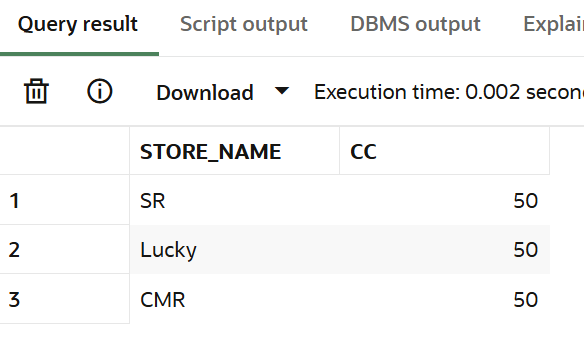 Query result Script output DBMS output Explai
Download Execution time: 0.002 secon
STORE_NAME CC
1 SR 50
2 Lucky 50
3 CMR 50